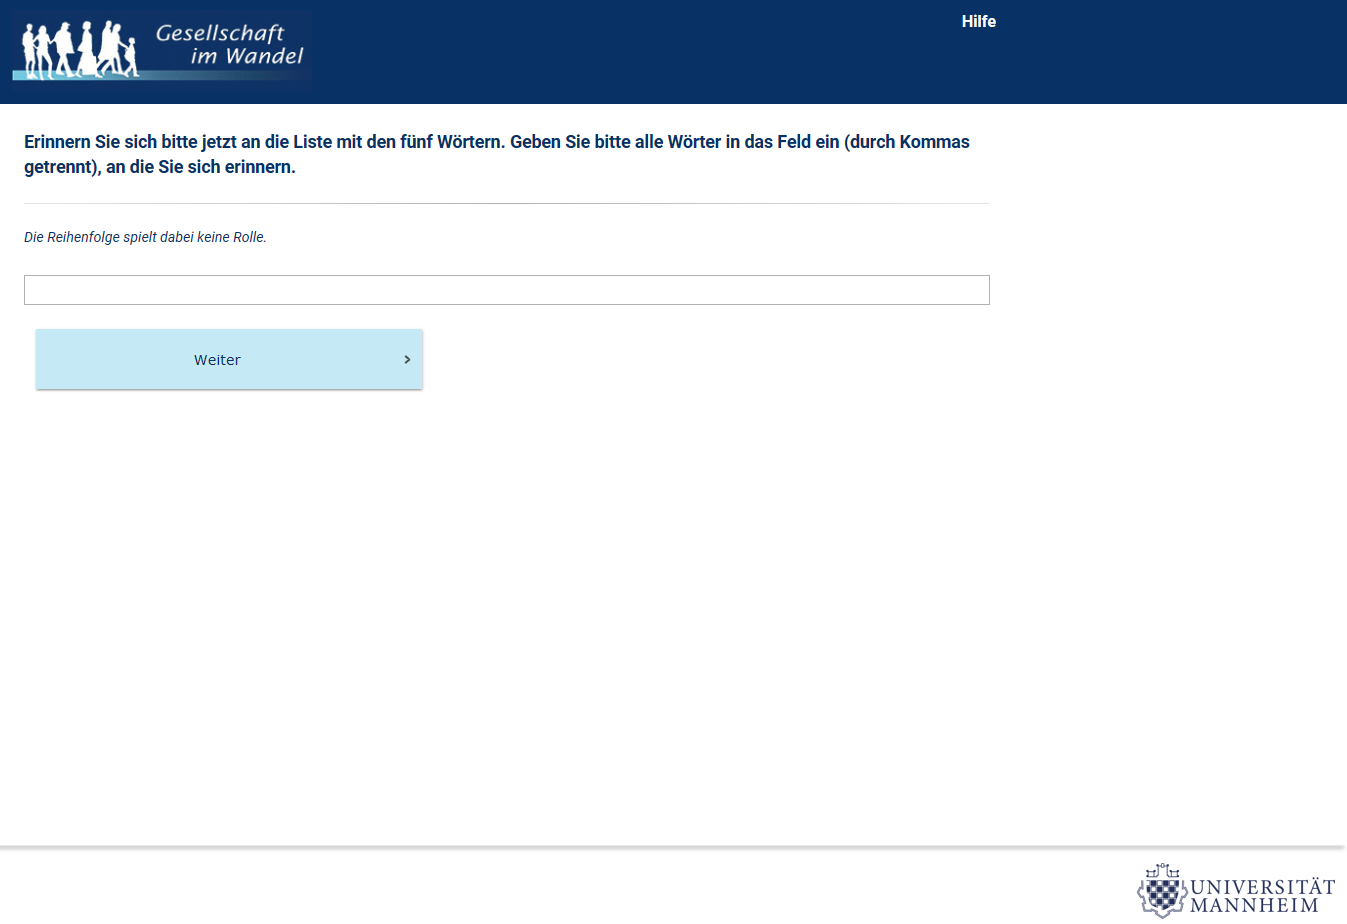 Gesellschaft
im Wandel
Hilfe
Erinnern Sie sich bitte jetzt an die Liste mit den fünf Wörtern. Geben Sie bitte alle Wörter in das Feld ein (durch Kommas
getrennt), an die Sie sich erinnern.
Die Reihenfolge spielt dabei keine Rolle.
Weiter
UNIVERSITÄT
MANNHEIM